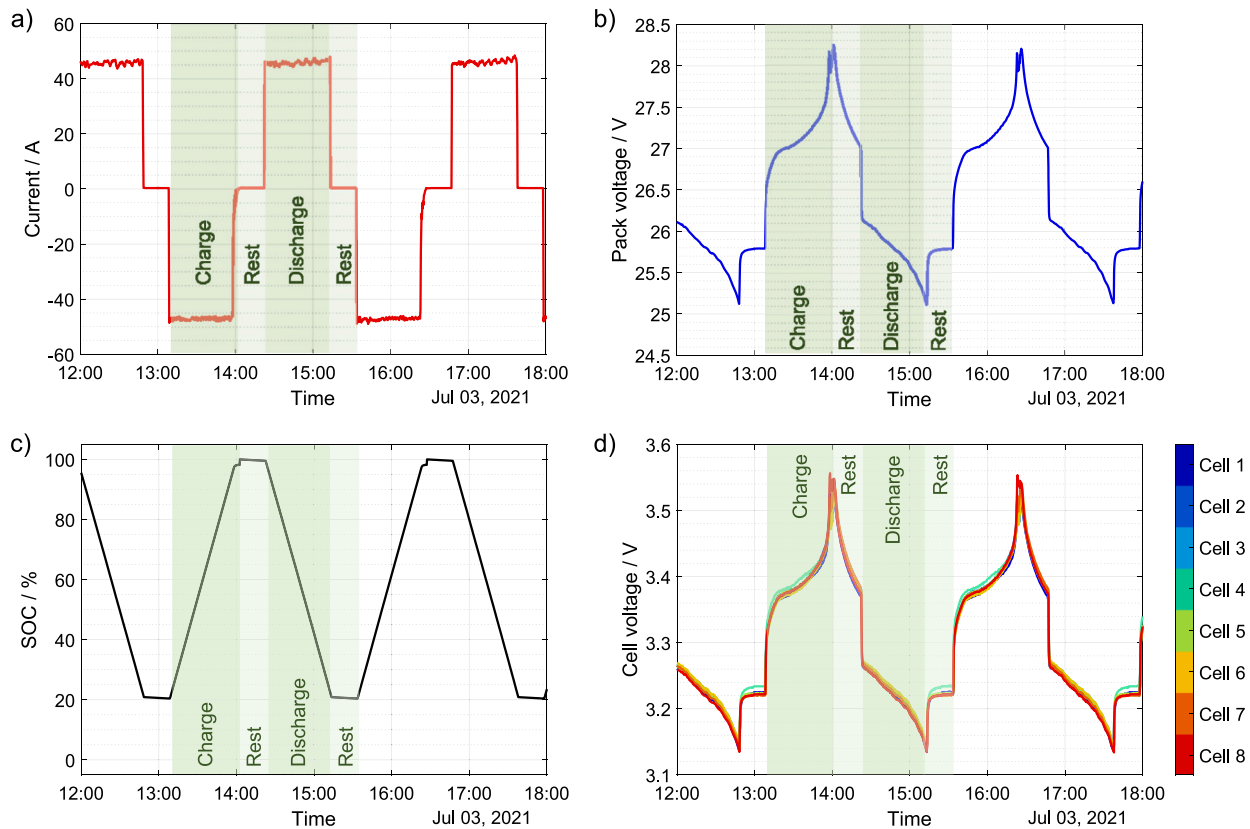 a)
60
40
20
0
-20
-40
-60
Current / A
Charge
Rest
Discharge
Rest
12:00 13:00 14:00 15:00 16:00 17:00 18:00
Time
Jul 03, 2021
b)
28.5
28
27.5
27
26.5
26
25.5
25
24.5
Pack voltage / V
Charge
Rest
Discharge
Rest
12:00 13:00 14:00 15:00 16:00 17:00 18:00
Time
Jul 03, 2021
c)
100
80
60
40
20
0
SOC / %
Charge
Rest
Discharge
Rest
12:00 13:00 14:00 15:00 16:00 17:00 18:00
Time
Jul 03, 2021
d)
3.6
3.5
3.4
3.3
3.2
3.1
Cell voltage / V
Charge
Rest
Discharge
Rest
12:00 13:00 14:00 15:00 16:00 17:00 18:00
Time
Jul 03, 2021
Cell 1
Cell 2
Cell 3
Cell 4
Cell 5
Cell 6
Cell 7
Cell 8